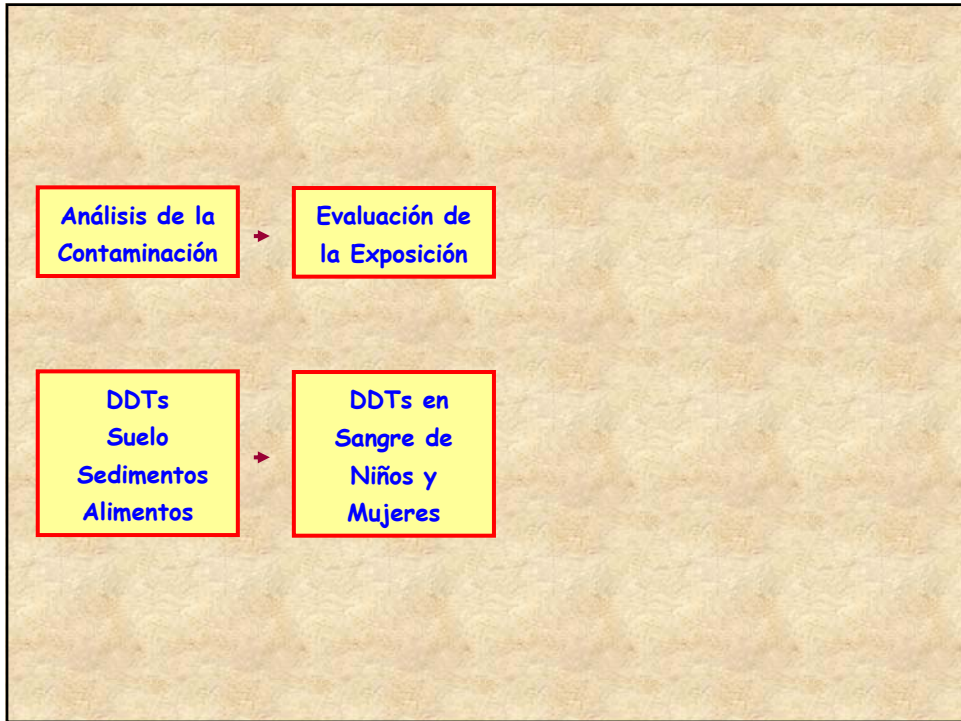 Análisis de la
Contaminación
Evaluación de
la Exposición
DDTs
Suelo
Sedimentos
Alimentos
DDTs en
Sangre de
Niños y
Mujeres